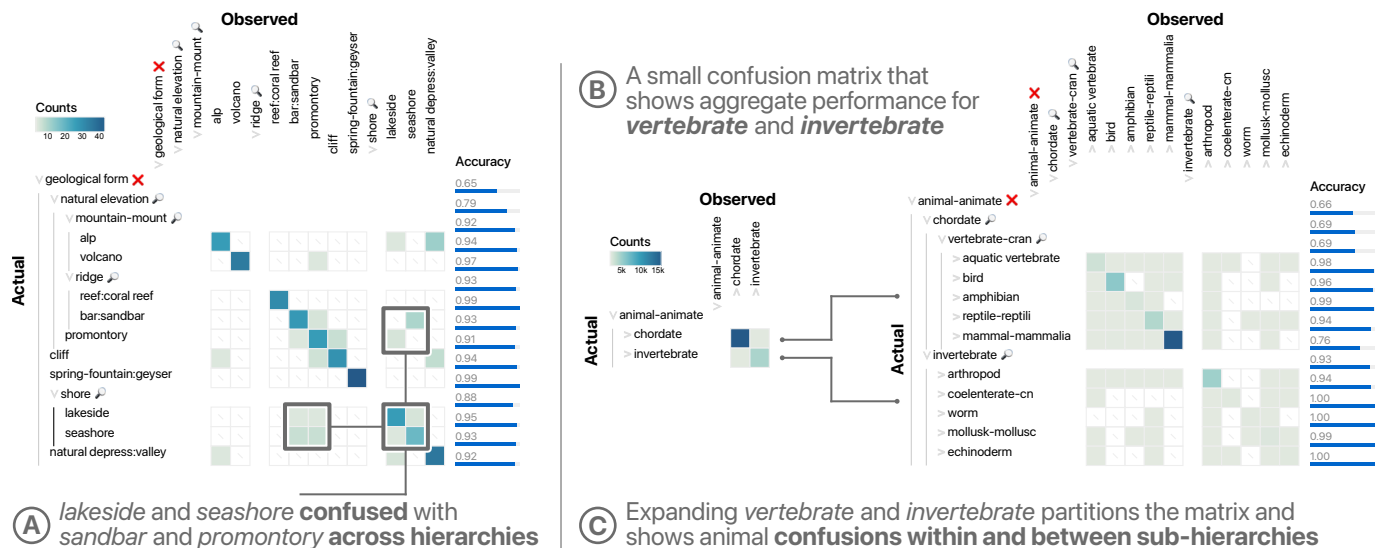 Observed
geological form ❌
natural elevation 🔎
mountain-mount 🔎
alp
volcano
ridge 🔎
reef:coral reef
bar:sandbar
promontory
cliff
spring-fountain:geyser
shore 🔎
lakeside
seashore
natural depress:valley
Counts
10 20 30 40
Accuracy
Actual
geological form ❌ 0.65
natural elevation 🔎 0.79
mountain-mount 🔎 0.92
alp 0.94
volcano 0.97
ridge 🔎 0.93
reef:coral reef 0.99
bar:sandbar 0.93
promontory 0.91
cliff 0.94
spring-fountain:geyser 0.99
shore 🔎 0.88
lakeside 0.95
seashore 0.93
natural depress:valley 0.92
A lakeside and seashore confused with
sandbar and promontory across hierarchies
B A small confusion matrix that
shows aggregate performance for
vertebrate and invertebrate
Observed
animal-animate
chordate
invertebrate
Counts
5k 10k 15k
Actual
animal-animate
chordate
invertebrate
Observed
animal-animate ❌
chordate 🔎
vertebrate-cran 🔎
aquatic vertebrate
bird
amphibian
reptile-reptili
mammal-mammalia
invertebrate 🔎
arthropod
coelenterate-cn
worm
mollusk-mollusc
echinoderm
Accuracy
Actual
animal-animate ❌ 0.66
chordate 🔎 0.69
vertebrate-cran 🔎 0.69
aquatic vertebrate 0.98
bird 0.96
amphibian 0.99
reptile-reptili 0.94
mammal-mammalia 0.76
invertebrate 🔎 0.93
arthropod 0.94
coelenterate-cn 1.00
worm 1.00
mollusk-mollusc 0.99
echinoderm 1.00
C Expanding vertebrate and invertebrate partitions the matrix and
shows animal confusions within and between sub-hierarchies